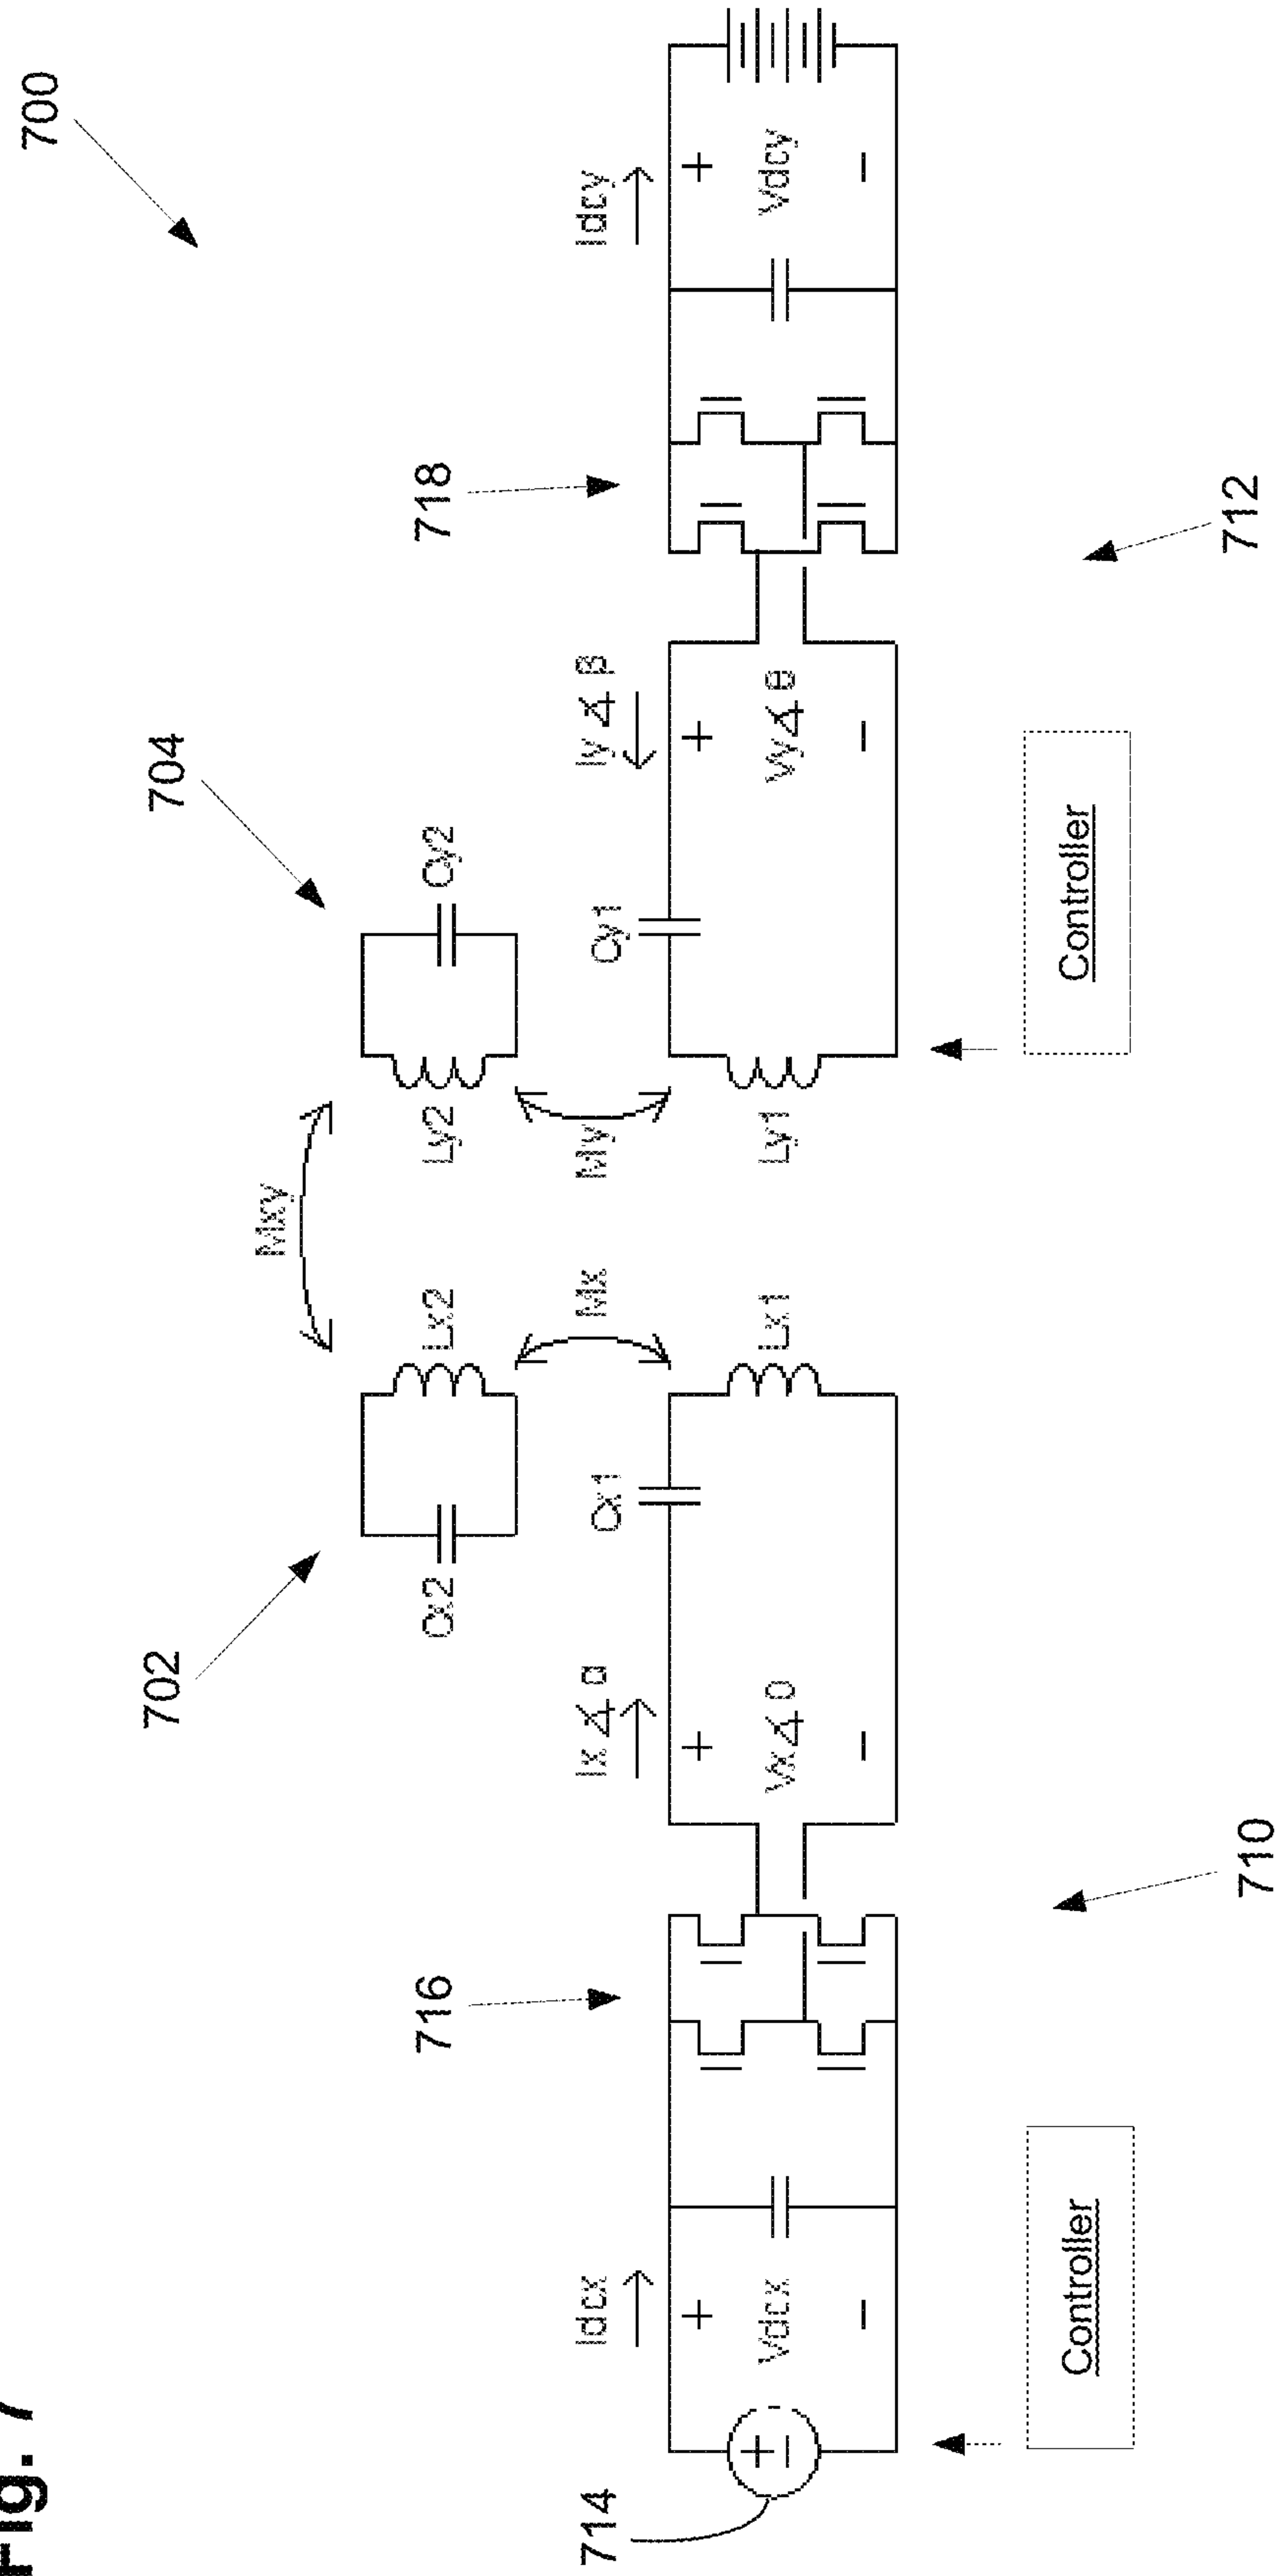 Fig. 7
700
702
704
Mxy
Cx2
Lx2
Ly2
Cy2
Mx
My
716
718
Idcx
Ix∡α
Cx1
Cy1
Iy∡β
Idcy
714
+
−
+
Vdcx
−
+
Vx∡0
−
Lx1
Ly1
+
Vy∡θ
−
+
Vdcy
−
710
712
Controller
Controller